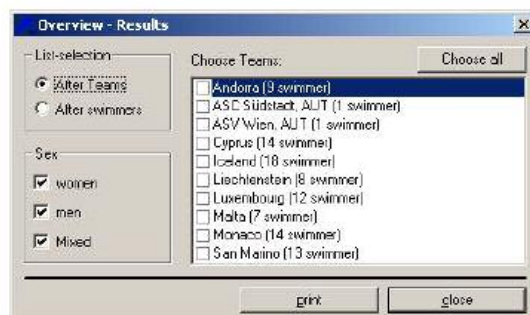 Overview - Results
List-selection
After Teams
After swimmers
Sex
women
men
Mixed
Choose Teams:
Choose all
Andorra (9 swimmer)
ASC Südstadt, AUT (1 swimmer)
ASV Wien, AUT (1 swimmer)
Cyprus (14 swimmer)
Iceland (18 swimmer)
Liechtenstein (8 swimmer)
Luxembourg (12 swimmer)
Malta (7 swimmer)
Monaco (14 swimmer)
San Marino (13 swimmer)
print
close